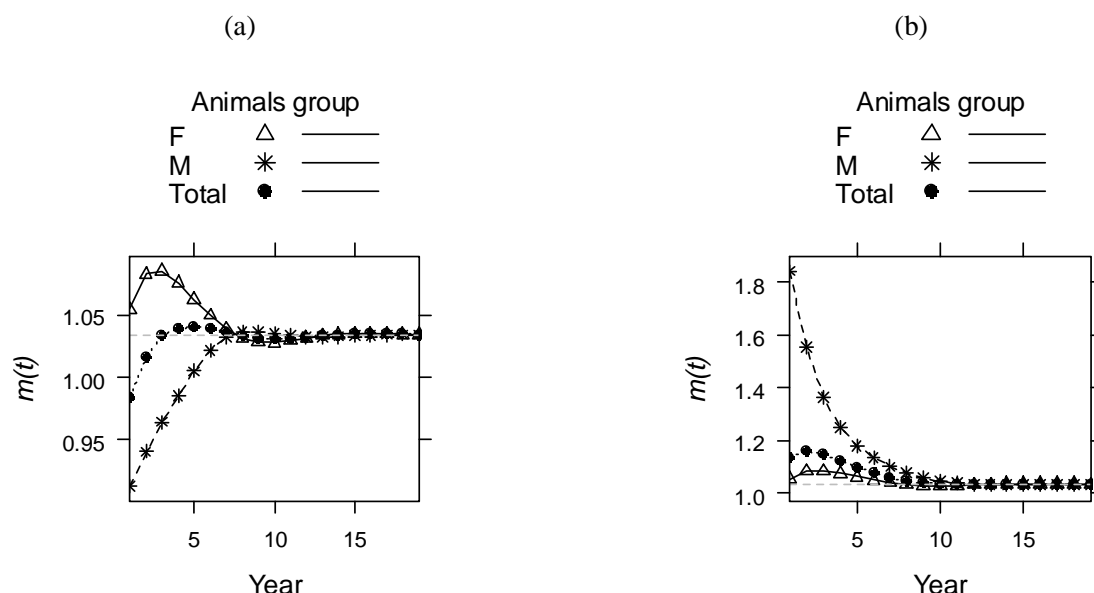 (a)
Animals group
F
M
Total
1.05
1.00
0.95
m(t)
5 10 15
Year
(b)
Animals group
F
M
Total
1.8
1.6
1.4
1.2
1.0
m(t)
5 10 15
Year